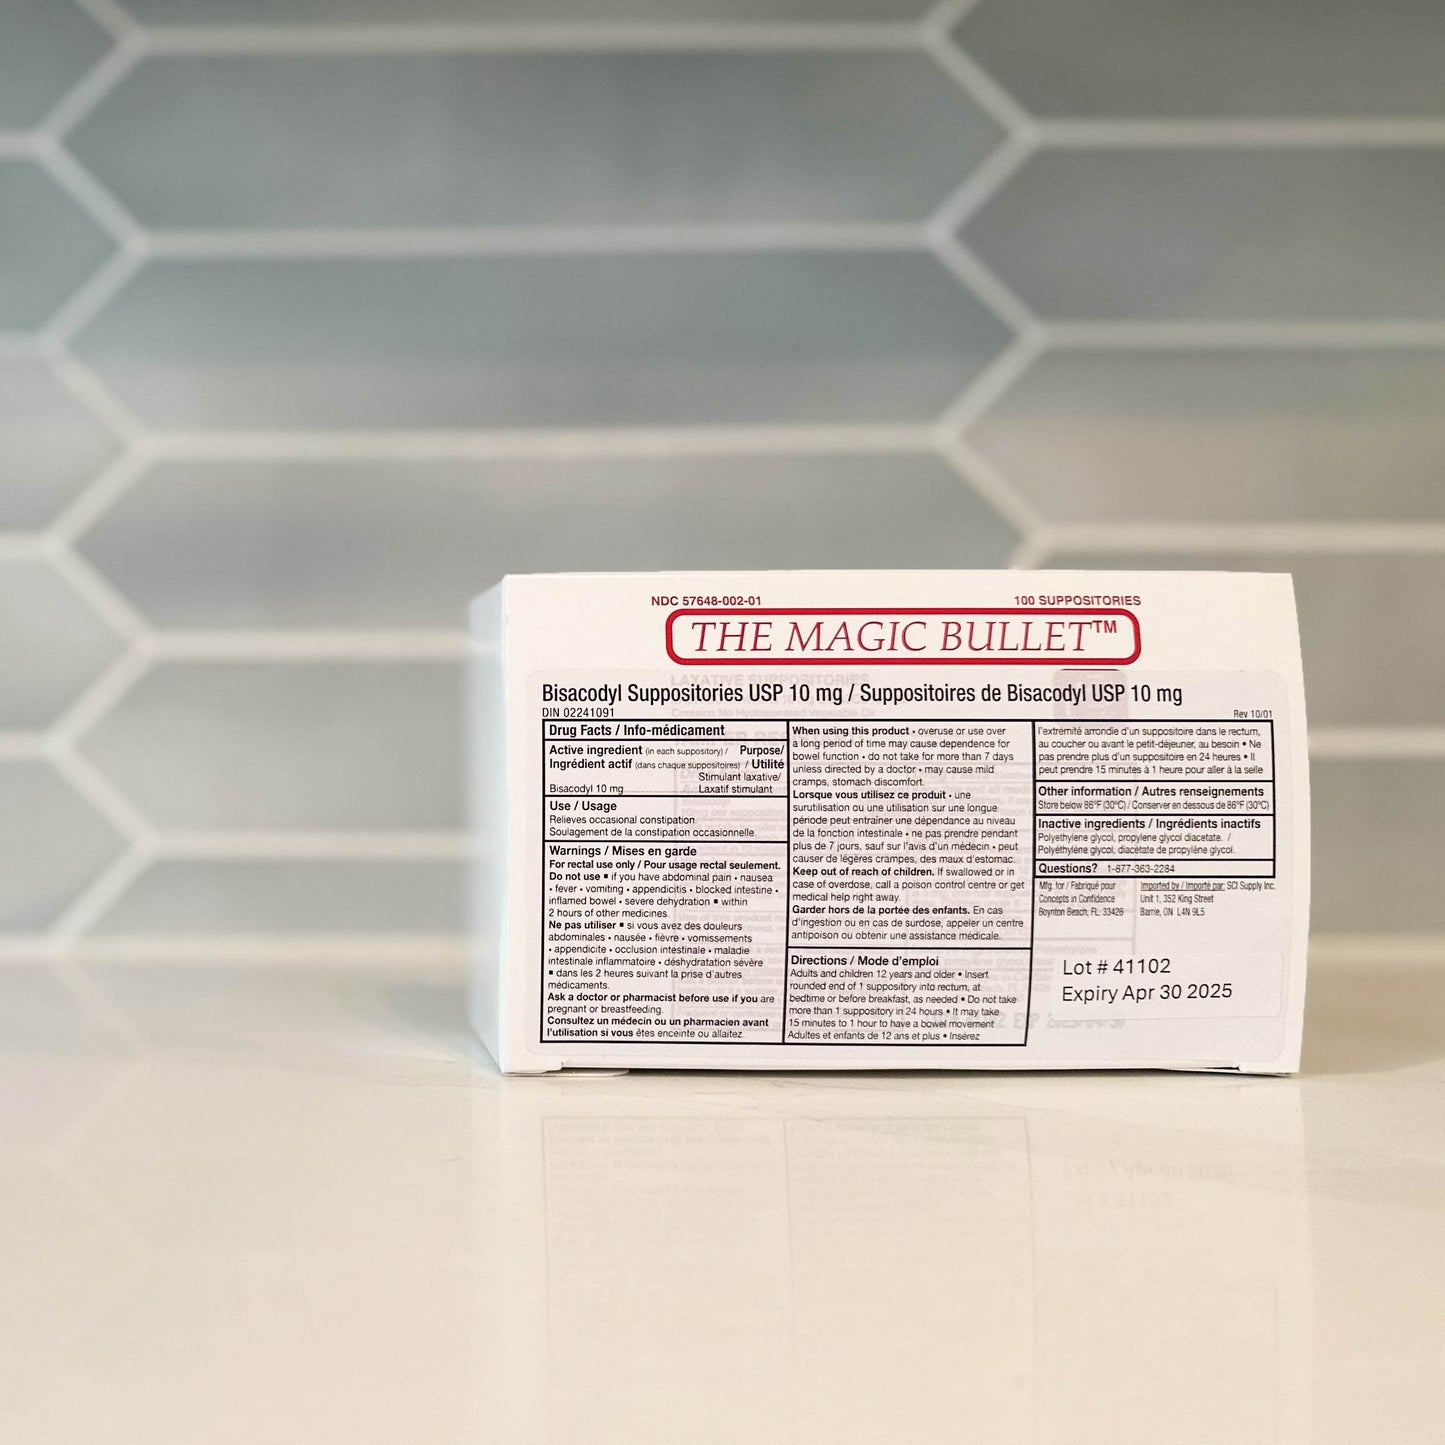 NDC 57648-002-01
100 SUPPOSITORIES
THE MAGIC BULLET™
Bisacodyl Suppositories USP 10 mg / Suppositoires de Bisacodyl USP 10 mg
DIN 02241091
Rev 10/01
Drug Facts / Info-médicament
Active ingredient (in each suppository) / Purpose/
Ingrédient actif (dans chaque suppositoires) / Utilité
Stimulant laxative/
Bisacodyl 10 mg Laxatif stimulant
Use / Usage
Relieves occasional constipation.
Soulagement de la constipation occasionnelle.
Warnings / Mises en garde
For rectal use only / Pour usage rectal seulement.
Do not use ▪ if you have abdominal pain • nausea
• fever • vomiting • appendicitis • blocked intestine •
inflamed bowel • severe dehydration ▪ within
2 hours of other medicines.
Ne pas utiliser ▪ si vous avez des douleurs
abdominales • nausée • fièvre • vomissements
• appendicite • occlusion intestinale • maladie
intestinale inflammatoire • déshydratation sévère
▪ dans les 2 heures suivant la prise d'autres
médicaments.
Ask a doctor or pharmacist before use if you are
pregnant or breastfeeding.
Consultez un médecin ou un pharmacien avant
l'utilisation si vous êtes enceinte ou allaitez.
When using this product • overuse or use over
a long period of time may cause dependence for
bowel function • do not take for more than 7 days
unless directed by a doctor • may cause mild
cramps, stomach discomfort.
Lorsque vous utilisez ce produit • une
surutilisation ou une utilisation sur une longue
période peut entraîner une dépendance au niveau
de la fonction intestinale • ne pas prendre pendant
plus de 7 jours, sauf sur l'avis d'un médecin • peut
causer de légères crampes, des maux d'estomac.
Keep out of reach of children. If swallowed or in
case of overdose, call a poison control centre or get
medical help right away.
Garder hors de la portée des enfants. En cas
d'ingestion ou en cas de surdose, appeler un centre
antipoison ou obtenir une assistance médicale.
Directions / Mode d'emploi
Adults and children 12 years and older • Insert
rounded end of 1 suppository into rectum, at
bedtime or before breakfast, as needed • Do not take
more than 1 suppository in 24 hours • It may take
15 minutes to 1 hour to have a bowel movement
Adultes et enfants de 12 ans et plus • Insérez
l'extrémité arrondie d'un suppositoire dans le rectum,
au coucher ou avant le petit-déjeuner, au besoin • Ne
pas prendre plus d'un suppositoire en 24 heures • Il
peut prendre 15 minutes à 1 heure pour aller à la selle
Other information / Autres renseignements
Store below 86°F (30°C) / Conserver en dessous de 86°F (30°C)
Inactive ingredients / Ingrédients inactifs
Polyethylene glycol, propylene glycol diacetate. /
Polyéthylène glycol, diacétate de propylène glycol.
Questions? 1-877-363-2284
Mfg. for / Fabriqué pour
Concepts in Confidence
Boynton Beach, FL 33426
Imported by / Importé par: SCI Supply Inc.
Unit 1, 352 King Street
Barrie, ON L4N 9L5
Lot # 41102
Expiry Apr 30 2025